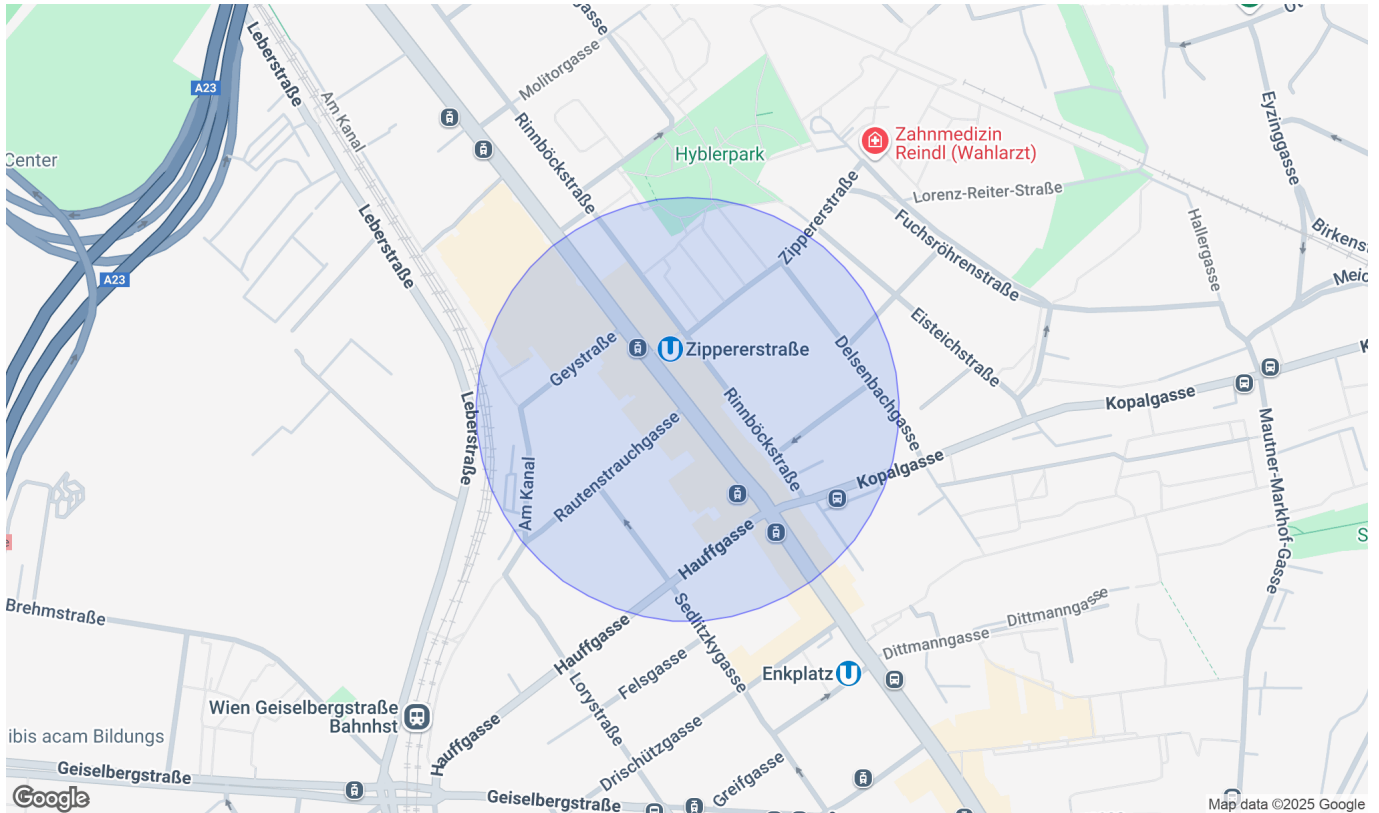 Leberstraße
A23
Am Kanal
Molitorgasse
Rinnböckstraße
Hyblerpark
Zahnmedizin
Reindl (Wahlarzt)
Eyzinggasse
Center
Lorenz-Reiter-Straße
Zippererstraße
Leberstraße
Fuchsröhrenstraße
Hallergasse
A23
Geystraße
Zippererstraße
Delsenbachgasse
Eisteichstraße
Leberstraße
Rinnböckstraße
Kopalgasse
Rautenstrauchgasse
Am Kanal
Kopalgasse
Mautner-Markhof-Gasse
S
Hauffgasse
Brehmstraße
Sedlitzkygasse
Dittmanngasse
Dittmanngasse
Hauffgasse
Felsgasse
Enkplatz
Lorystraße
Wien Geiselbergstraße
Bahnhst
ibis acam Bildungs
Hauffgasse
Drischützgasse
Greifgasse
Geiselbergstraße
Geiselbergstraße
Google
Map data ©2025 Google